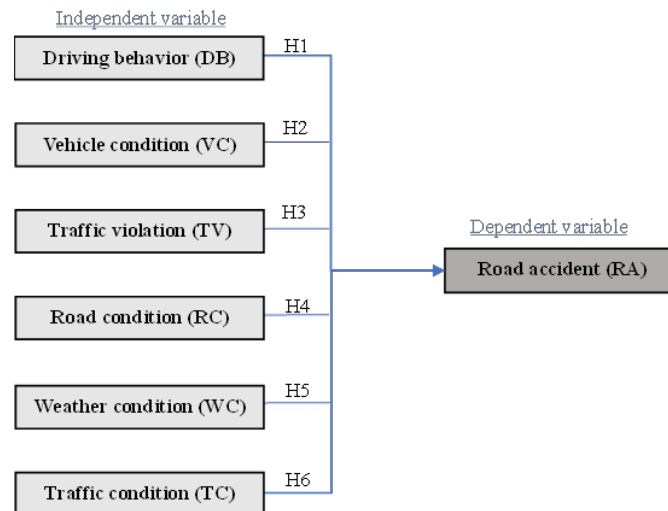 Independent variable
Driving behavior (DB)
H1
Vehicle condition (VC)
H2
Traffic violation (TV)
H3
Road condition (RC)
H4
Weather condition (WC)
H5
Traffic condition (TC)
H6
Dependent variable
Road accident (RA)